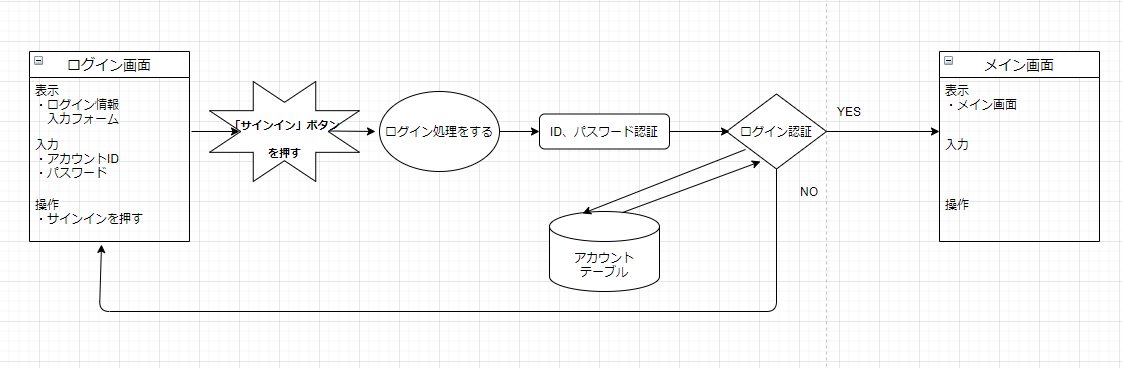 ログイン画面
表示
・ログイン情報
入力フォーム
入力
・アカウントID
・パスワード
操作
・サインインを押す
「サインイン」ボタン
を押す
ログイン処理をする
ID、パスワード認証
ログイン認証
YES
NO
アカウント
テーブル
メイン画面
表示
・メイン画面
入力
操作